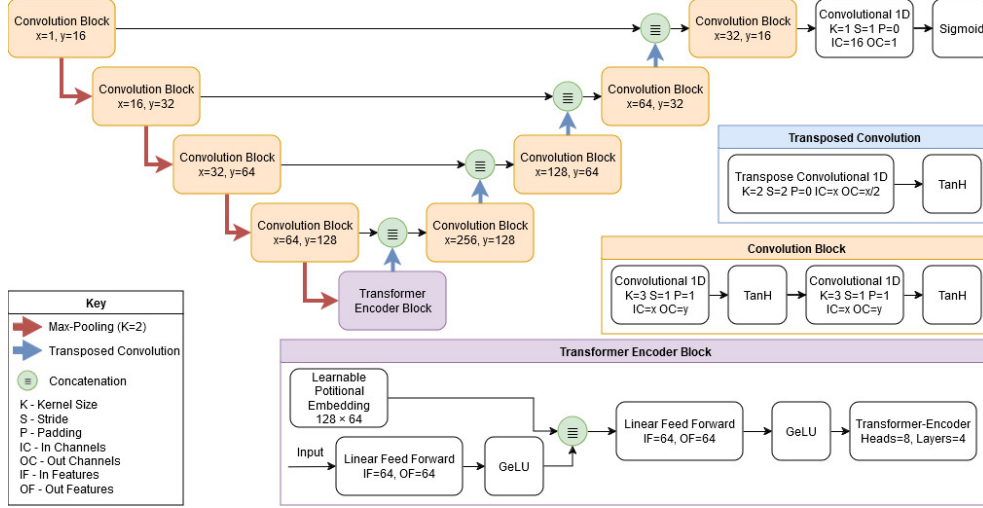 Convolution Block
x=1, y=16
Convolution Block
x=32, y=16
Convolutional 1D
K=1 S=1 P=0
IC=16 OC=1
Sigmoid
Convolution Block
x=16, y=32
Convolution Block
x=64, y=32
Convolution Block
x=32, y=64
Convolution Block
x=128, y=64
Convolution Block
x=64, y=128
Convolution Block
x=256, y=128
Transformer
Encoder Block
Transposed Convolution
Transpose Convolutional 1D
K=2 S=2 P=0 IC=x OC=x/2
TanH
Convolution Block
Convolutional 1D
K=3 S=1 P=1
IC=x OC=y
TanH
Convolutional 1D
K=3 S=1 P=1
IC=x OC=y
TanH
Key
Max-Pooling (K=2)
Transposed Convolution
Concatenation
K - Kernel Size
S - Stride
P - Padding
IC - In Channels
OC - Out Channels
IF - In Features
OF - Out Features
Transformer Encoder Block
Learnable
Potitional
Embedding
128 × 64
Input
Linear Feed Forward
IF=64, OF=64
GeLU
Linear Feed Forward
IF=64, OF=64
GeLU
Transformer-Encoder
Heads=8, Layers=4